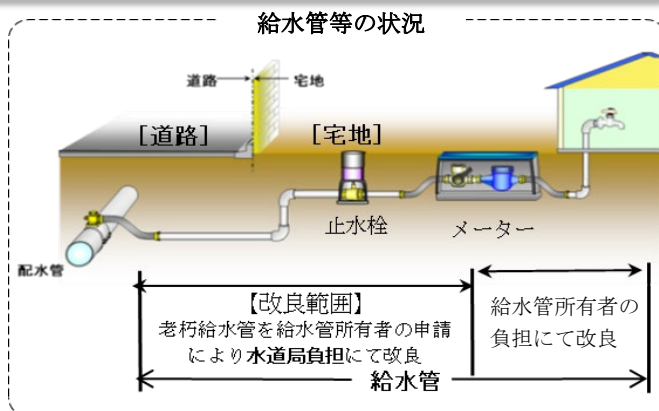 給水管等の状況
道路 宅地
[道路] [宅地]
止水栓 メーター
配水管
【改良範囲】
老朽給水管を給水管所有者の申請
により水道局負担にて改良
給水管所有者の
負担にて改良
給水管